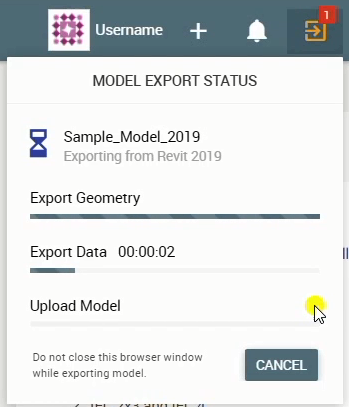 Username
1
MODEL EXPORT STATUS
Sample_Model_2019
Exporting from Revit 2019
Export Geometry
Export Data 00:00:02
Upload Model
Do not close this browser window
while exporting model.
CANCEL